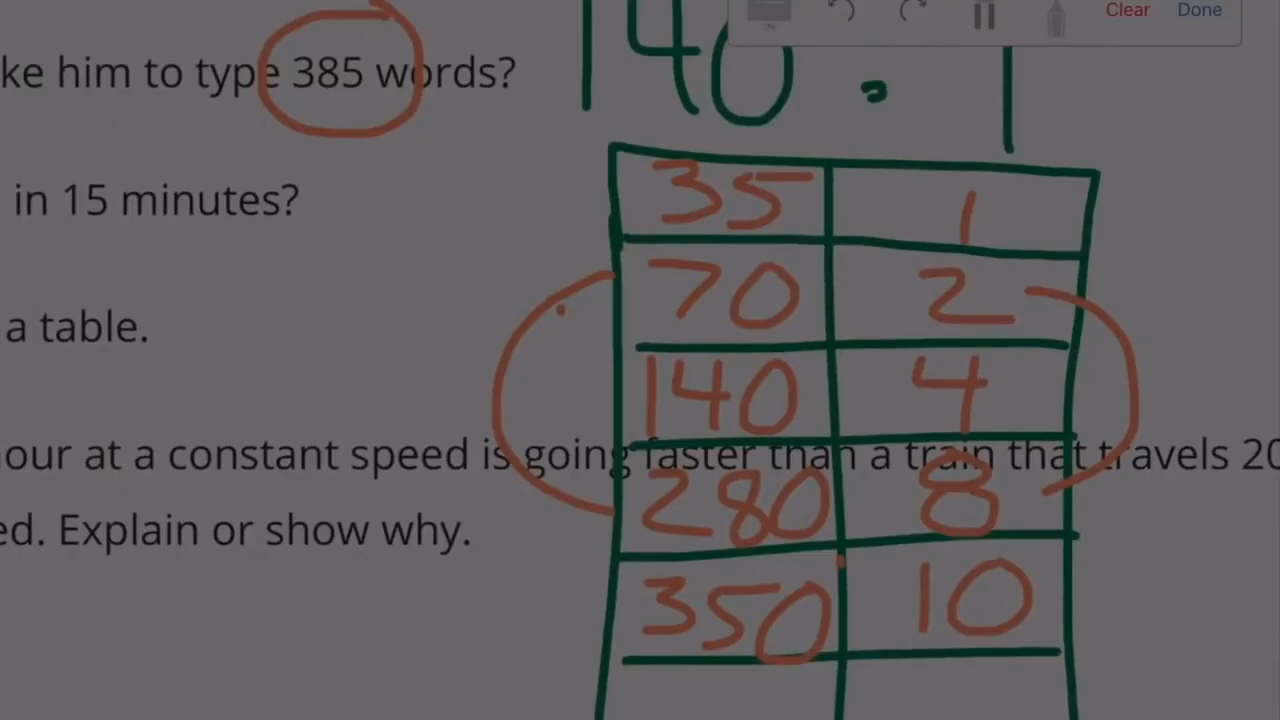 Clear Done
140 . 1
ke him to type 385 words?
35 1
in 15 minutes?
70 2
a table.
140 4
our at a constant speed is going faster than a train that travels 20
280 8
ed. Explain or show why.
350 10